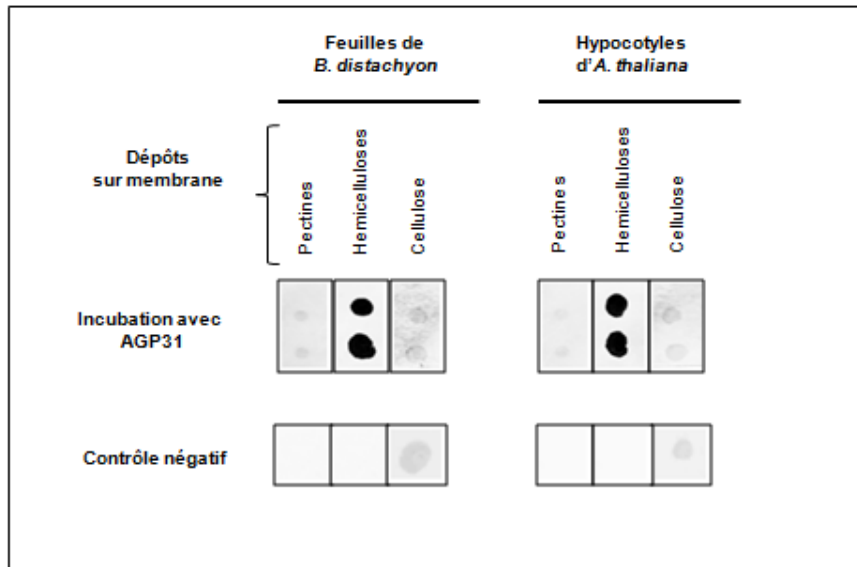 Feuilles de
B. distachyon
Hypocotyles
d'A. thaliana
Dépôts
sur membrane
Pectines
Hemicelluloses
Cellulose
Pectines
Hemicelluloses
Cellulose
Incubation avec
AGP31
Contrôle négatif